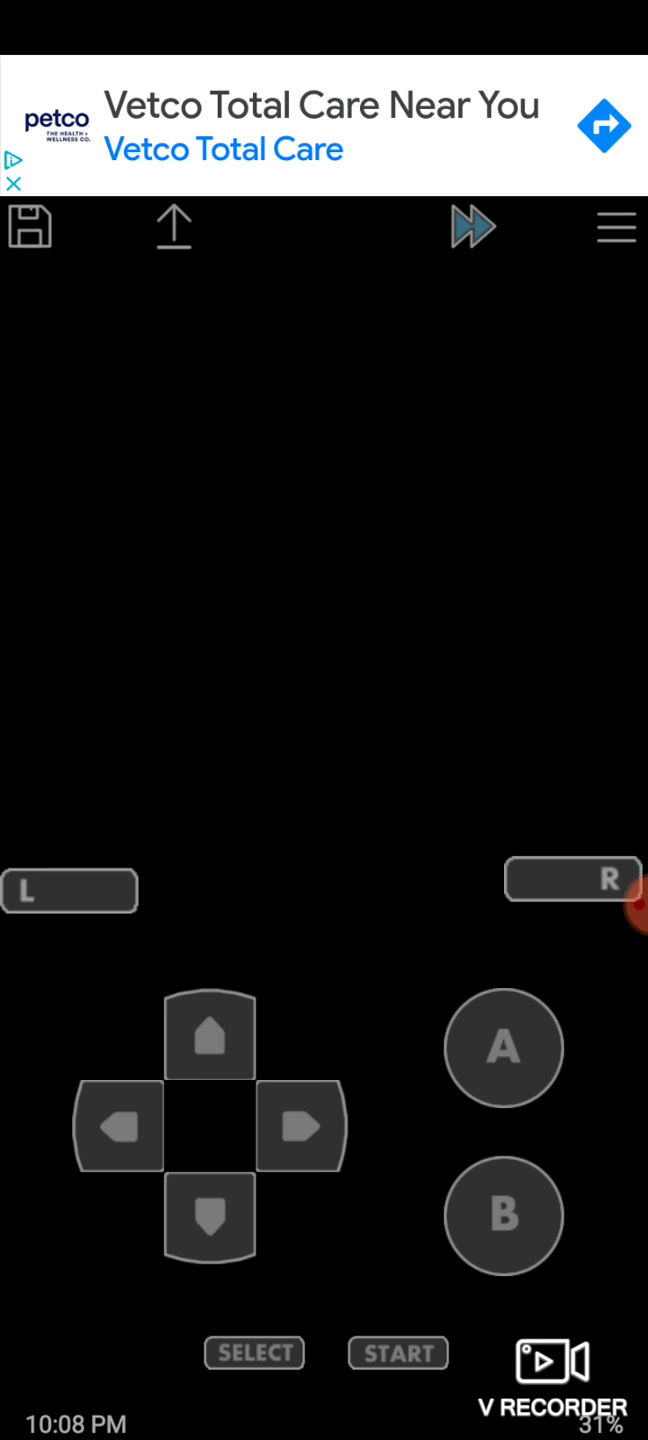 petco
THE HEALTH +
WELLNESS CO.
Vetco Total Care Near You
Vetco Total Care
L
R
A
B
SELECT
START
V RECORDER
10:08 PM
31%